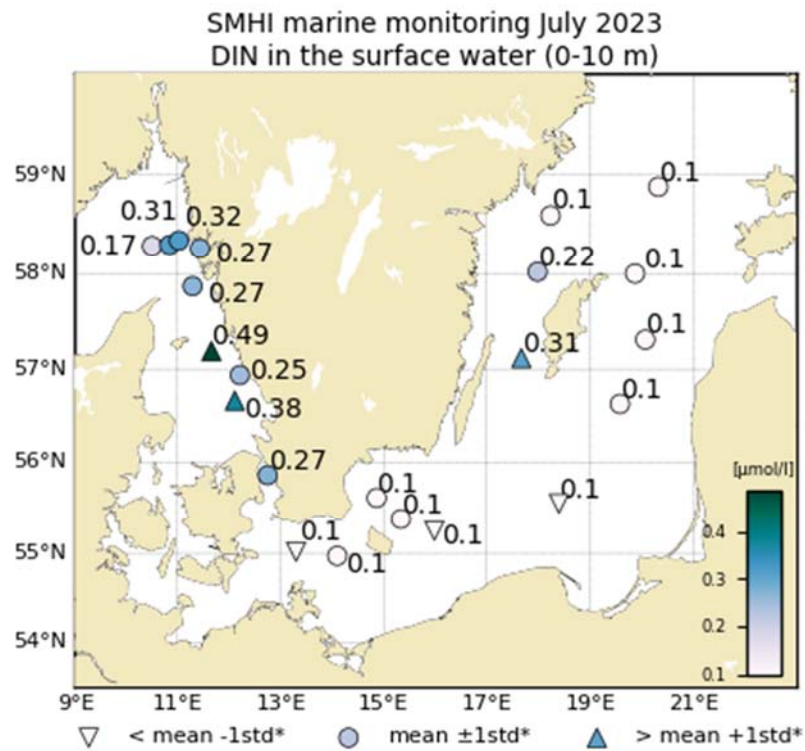 SMHI marine monitoring July 2023
DIN in the surface water (0-10 m)
59°N
58°N
57°N
56°N
55°N
54°N
0.1
0.1
0.31 0.32
0.17
0.27
0.22
0.1
0.27
0.49
0.31
0.1
0.25
0.38
0.1
0.27
[µmol/l]
0.1
0.1
0.1
0.1
0.1
0.1
0.4
0.3
0.2
0.1
9°E 11°E 13°E 15°E 17°E 19°E 21°E
< mean -1std* mean ±1std* > mean +1std*